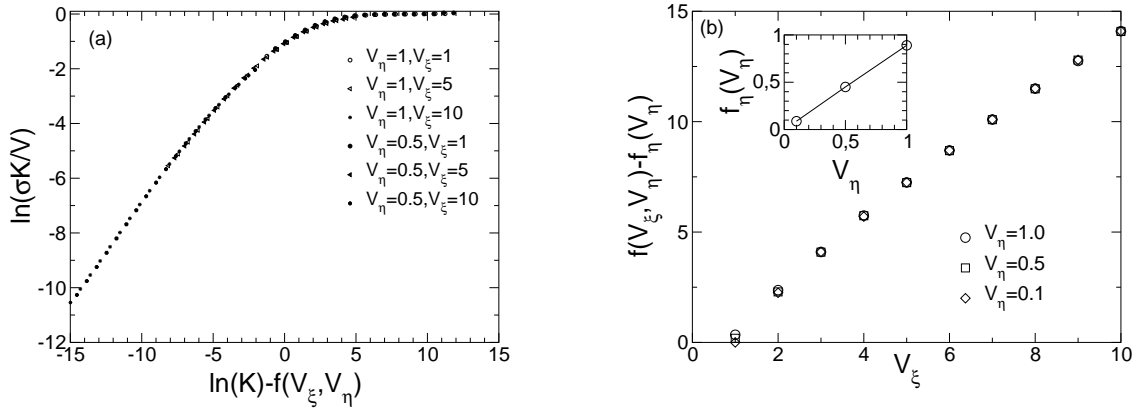 (a)
0
-2
-4
-6
-8
-10
-12
ln(σK/V)
V_η=1,V_ξ=1
V_η=1,V_ξ=5
V_η=1,V_ξ=10
V_η=0.5,V_ξ=1
V_η=0.5,V_ξ=5
V_η=0.5,V_ξ=10
-15 -10 -5 0 5 10 15
ln(K)-f(V_ξ,V_η)
(b)
15
10
5
0
f(V_ξ,V_η)-f_η(V_η)
1
0,5
0
f_η(V_η)
0 0,5 1
V_η
V_η=1.0
V_η=0.5
V_η=0.1
0 2 4 6 8 10
V_ξ